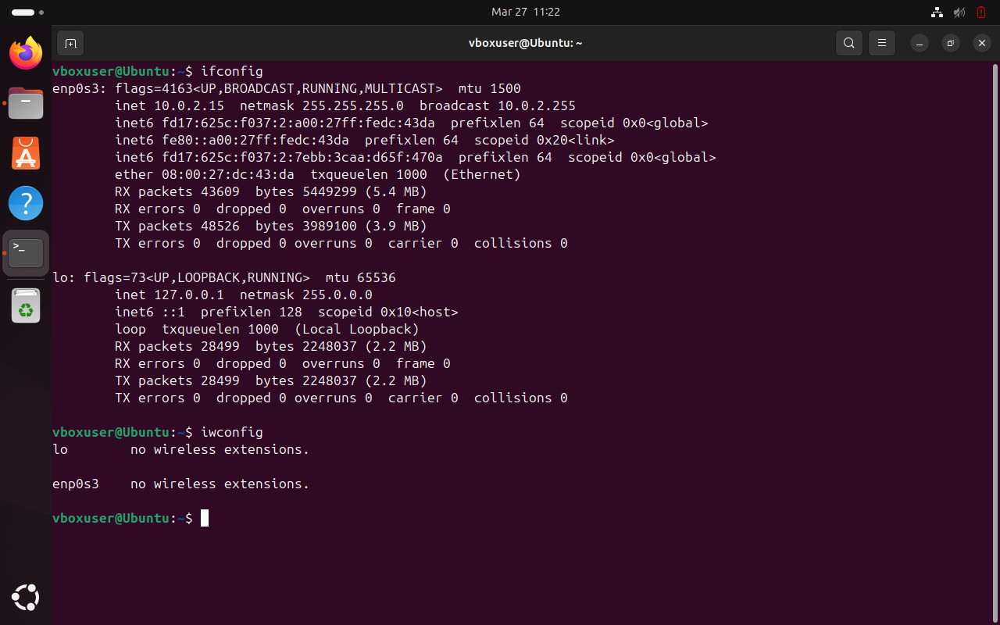 Mar 27 11:22
vboxuser@Ubuntu: ~
vboxuser@Ubuntu:~$ ifconfig
enp0s3: flags=4163<UP,BROADCAST,RUNNING,MULTICAST>  mtu 1500
        inet 10.0.2.15  netmask 255.255.255.0  broadcast 10.0.2.255
        inet6 fd17:625c:f037:2:a00:27ff:fedc:43da  prefixlen 64  scopeid 0x0<global>
        inet6 fe80::a00:27ff:fedc:43da  prefixlen 64  scopeid 0x20<link>
        inet6 fd17:625c:f037:2:7ebb:3caa:d65f:470a  prefixlen 64  scopeid 0x0<global>
        ether 08:00:27:dc:43:da  txqueuelen 1000  (Ethernet)
        RX packets 43609  bytes 5449299 (5.4 MB)
        RX errors 0  dropped 0  overruns 0  frame 0
        TX packets 48526  bytes 3989100 (3.9 MB)
        TX errors 0  dropped 0 overruns 0  carrier 0  collisions 0
lo: flags=73<UP,LOOPBACK,RUNNING>  mtu 65536
        inet 127.0.0.1  netmask 255.0.0.0
        inet6 ::1  prefixlen 128  scopeid 0x10<host>
        loop  txqueuelen 1000  (Local Loopback)
        RX packets 28499  bytes 2248037 (2.2 MB)
        RX errors 0  dropped 0  overruns 0  frame 0
        TX packets 28499  bytes 2248037 (2.2 MB)
        TX errors 0  dropped 0 overruns 0  carrier 0  collisions 0
vboxuser@Ubuntu:~$ iwconfig
lo        no wireless extensions.
enp0s3    no wireless extensions.
vboxuser@Ubuntu:~$